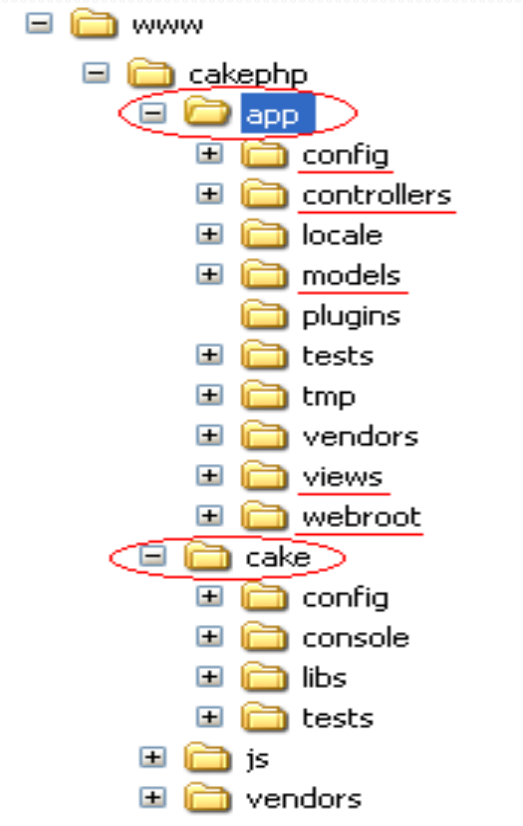 www
cakephp
app
config
controllers
locale
models
plugins
tests
tmp
vendors
views
webroot
cake
config
console
libs
tests
js
vendors